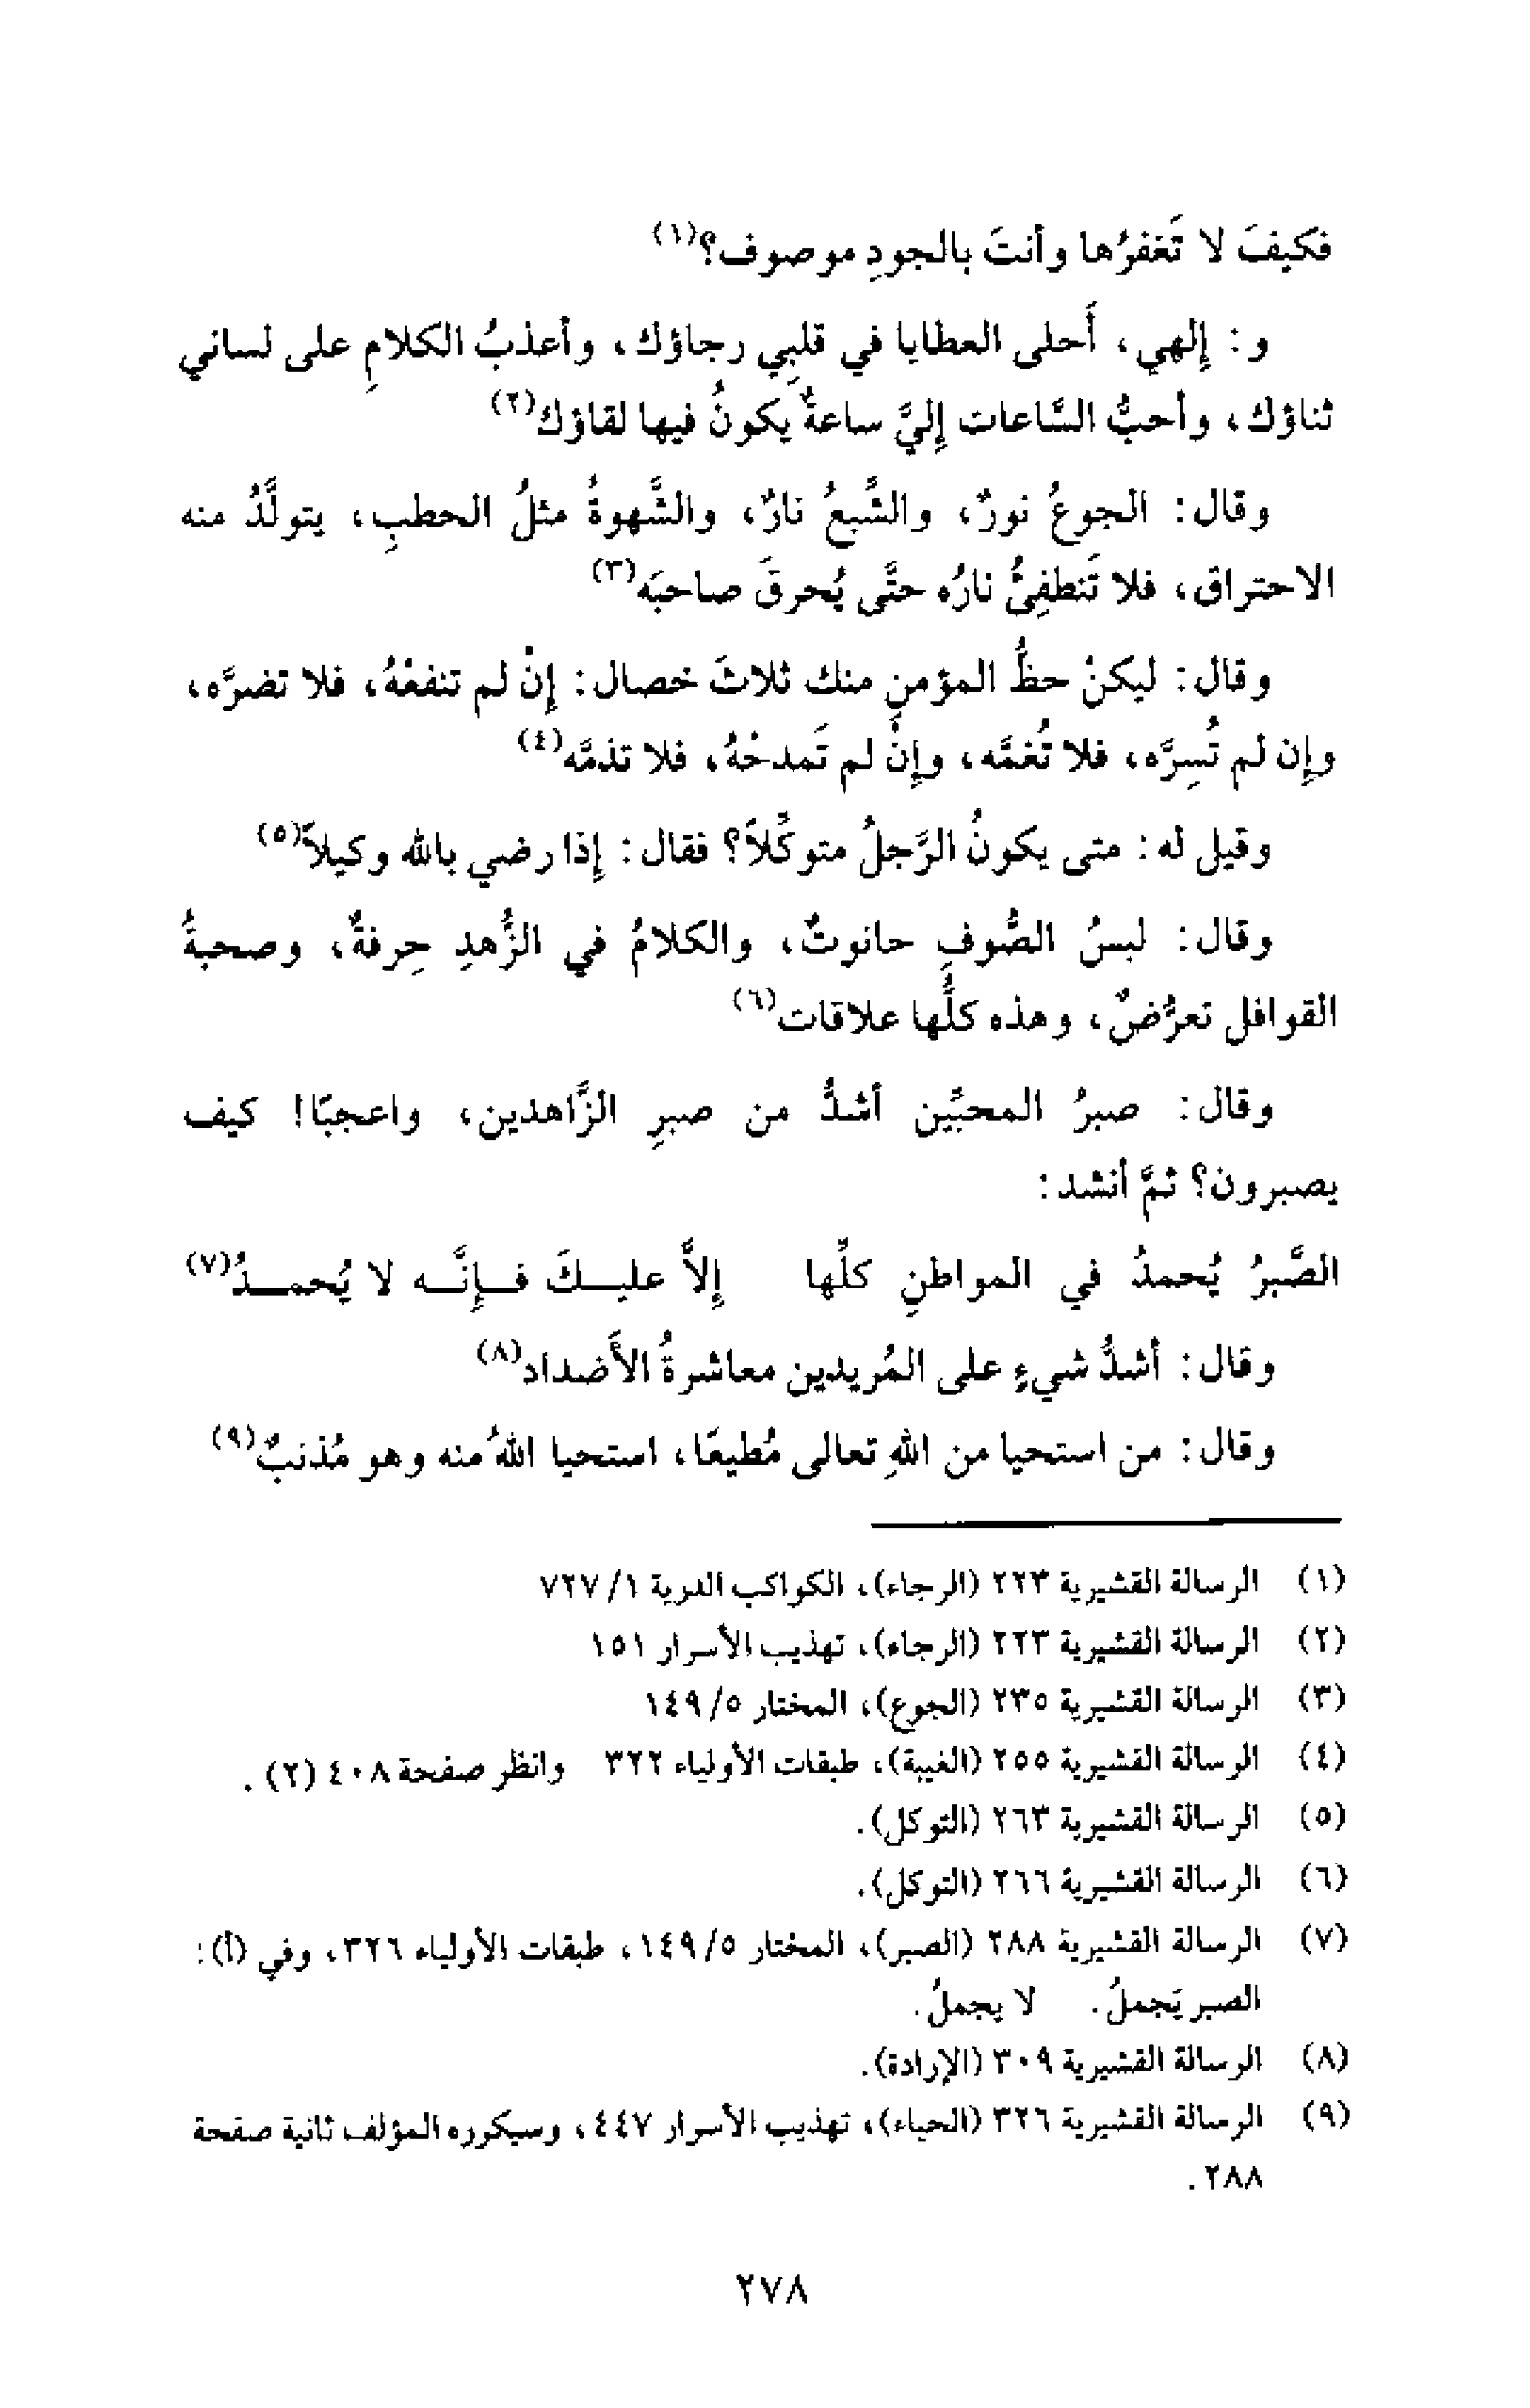 فكيفَ لا تَغفرُها وأنتَ بالجودِ موصوف؟(١)
و: إلهي، أَحلى العطايا في قلبِي رجاؤك، وأعذبُ الكلامِ على لساني
ثناؤك، وأحبُّ السَّاعات إليَّ ساعةٌ يكونُ فيها لقاؤك(٢)
وقال: الجوعُ نورٌ، والشَّبعُ نارٌ، والشَّهوةُ مثلُ الحطبِ، يتولَّدُ منه
الاحتراق، فلا تَنطفِئُ نارُه حتَّى يُحرقَ صاحبَه(٣)
وقال: ليكنْ حظُّ المؤمنِ منك ثلاثَ خصال: إنْ لم تنفعْهُ، فلا تضرَّه،
وإن لم تُسِرَّه، فلا تُغمَّه، وإنْ لم تَمدحْهُ، فلا تذمَّه(٤)
وقيل له: متى يكونُ الرَّجلُ متوكِّلاً؟ فقال: إذا رضي بالله وكيلاً(٥)
وقال: لبسُ الصُّوفِ حانوتٌ، والكلامُ في الزُّهدِ حِرفةٌ، وصحبةُ
القوافل تعرُّضٌ، وهذه كلُّها علاقات(٦)
وقال: صبرُ المحبِّين أشدُّ من صبرِ الزَّاهدين، واعجبًا! كيف
يصبرون؟ ثمَّ أنشد:
الصَّبرُ يُحمدُ في المواطنِ كلِّها إلاَّ عليـكَ فـإنَّـه لا يُحمـدُ(٧)
وقال: أشدُّ شيءٍ على المُريدين معاشرةُ الأَضداد(٨)
وقال: من استحيا من اللهِ تعالى مُطيعًا، استحيا اللهُ منه وهو مُذنبٌ(٩)
(١) الرسالة القشيرية ٢٢٣ (الرجاء)، الكواكب الدرية ١/ ٧٢٧
(٢) الرسالة القشيرية ٢٢٣ (الرجاء)، تهذيب الأسرار ١٥١
(٣) الرسالة القشيرية ٢٣٥ (الجوع)، المختار ٥/ ١٤٩
(٤) الرسالة القشيرية ٢٥٥ (الغيبة)، طبقات الأولياء ٣٢٢ وانظر صفحة ٤٠٨ (٢).
(٥) الرسالة القشيرية ٢٦٣ (التوكل).
(٦) الرسالة القشيرية ٢٦٦ (التوكل).
(٧) الرسالة القشيرية ٢٨٨ (الصبر)، المختار ٥/ ١٤٩، طبقات الأولياء ٣٢٦، وفي (أ):
الصبر يَجملُ. لا يجملُ.
(٨) الرسالة القشيرية ٣٠٩ (الإرادة).
(٩) الرسالة القشيرية ٣٢٦ (الحياء)، تهذيب الأسرار ٤٤٧، وسيكرره المؤلف ثانية صفحة
٢٨٨.
٢٧٨